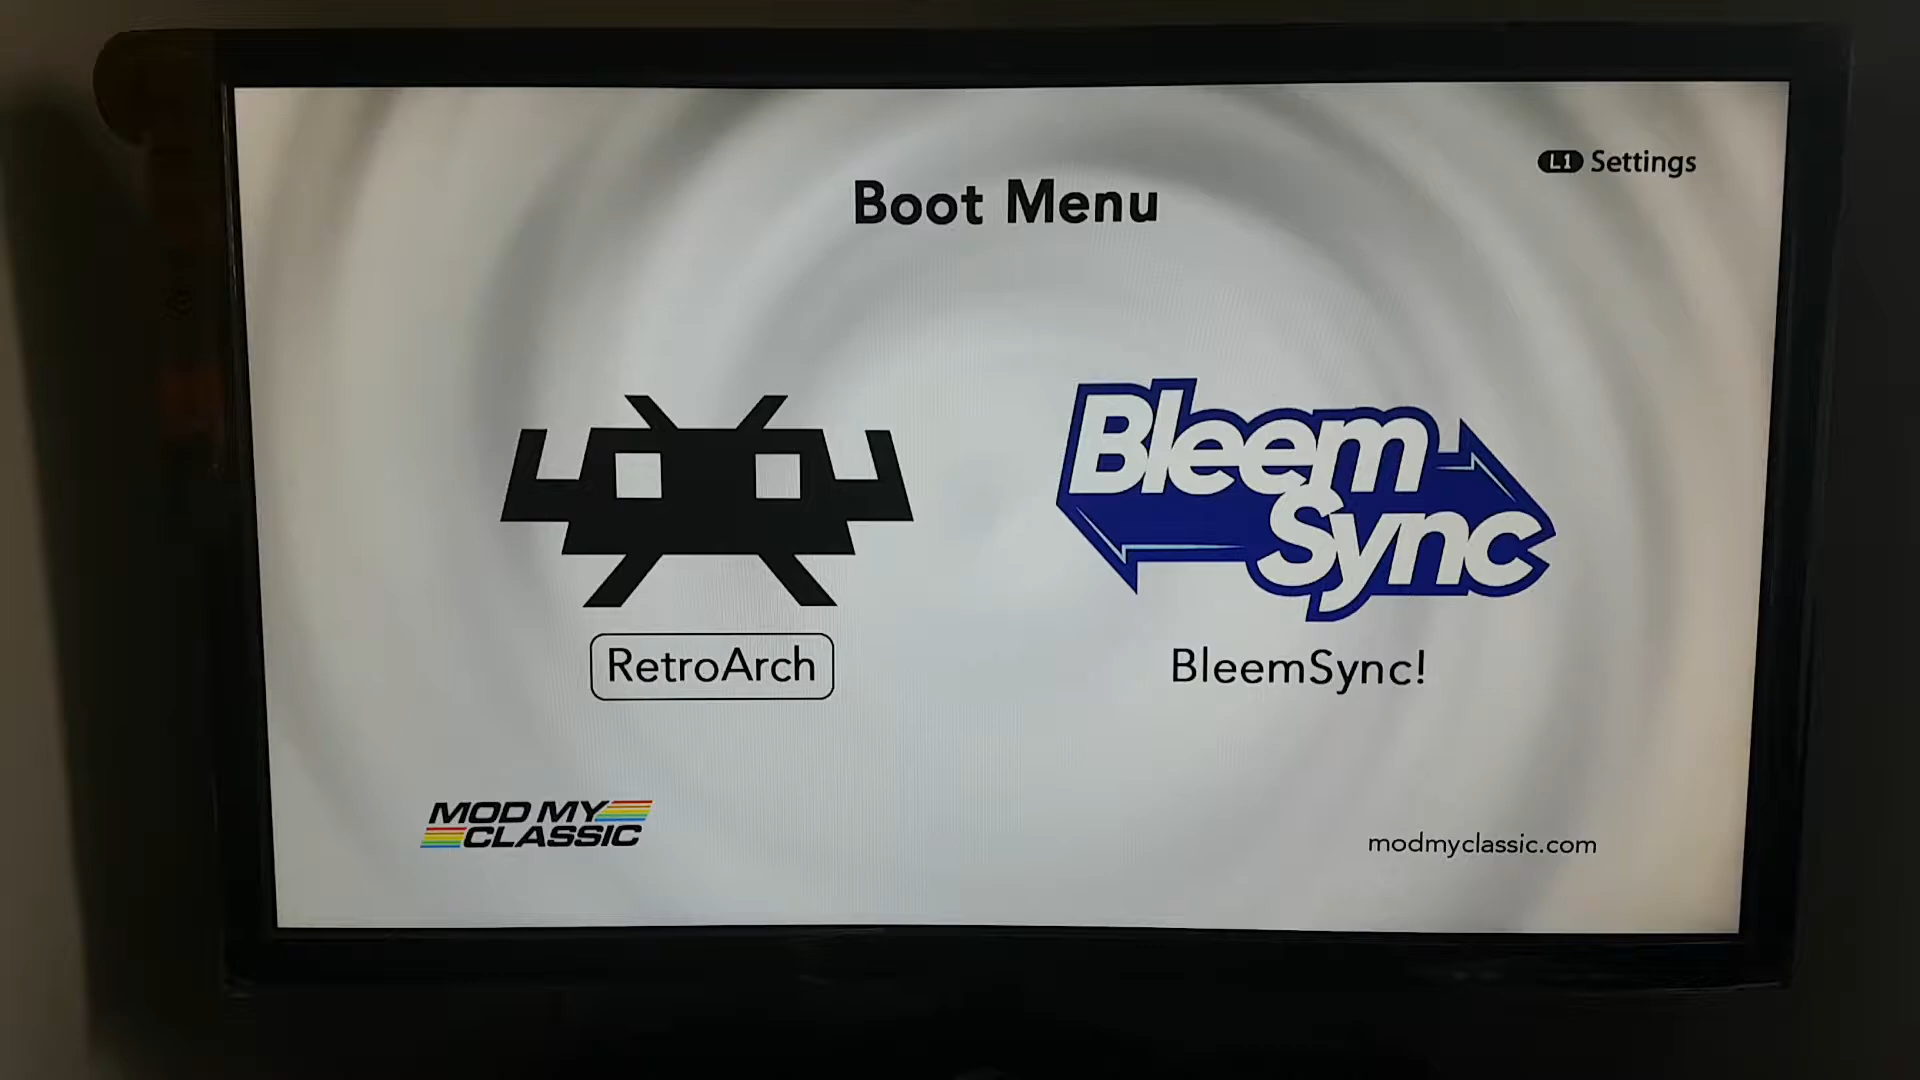 L1 Settings
Boot Menu
Bleem
Sync
RetroArch
BleemSync!
MOD MY
CLASSIC
modmyclassic.com